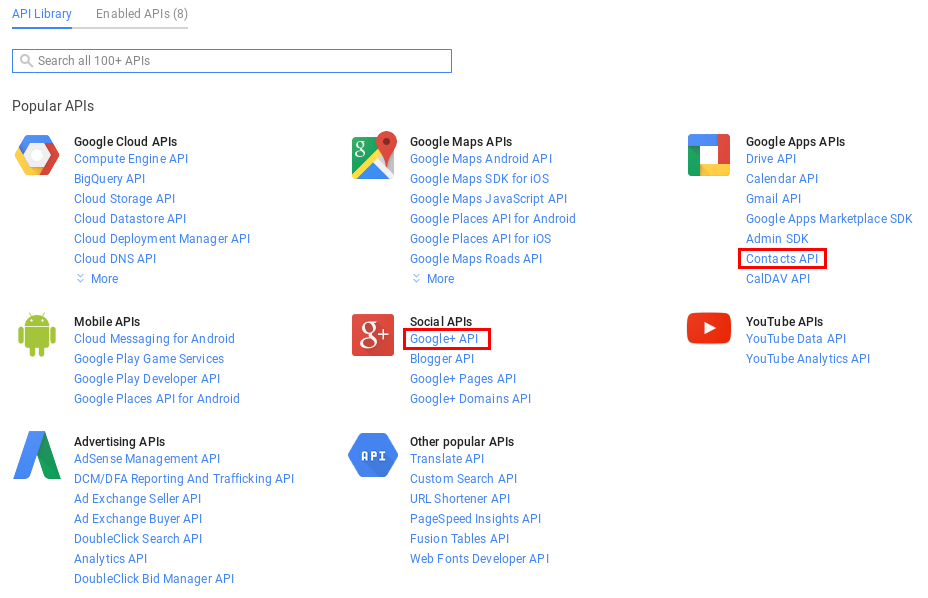 API Library
Enabled APIs (8)
Search all 100+ APIs
Popular APIs
Google Cloud APIs
Compute Engine API
BigQuery API
Cloud Storage API
Cloud Datastore API
Cloud Deployment Manager API
Cloud DNS API
More
g
Google Maps APIs
Google Maps Android API
Google Maps SDK for iOS
Google Maps JavaScript API
Google Places API for Android
Google Places API for iOS
Google Maps Roads API
More
Google Apps APIs
Drive API
Calendar API
Gmail API
Google Apps Marketplace SDK
Admin SDK
Contacts API
CalDAV API
Mobile APIs
Cloud Messaging for Android
Google Play Game Services
Google Play Developer API
Google Places API for Android
g+
Social APIs
Google+ API
Blogger API
Google+ Pages API
Google+ Domains API
YouTube APIs
YouTube Data API
YouTube Analytics API
Advertising APIs
AdSense Management API
DCM/DFA Reporting And Trafficking API
Ad Exchange Seller API
Ad Exchange Buyer API
DoubleClick Search API
Analytics API
DoubleClick Bid Manager API
API
Other popular APIs
Translate API
Custom Search API
URL Shortener API
PageSpeed Insights API
Fusion Tables API
Web Fonts Developer API